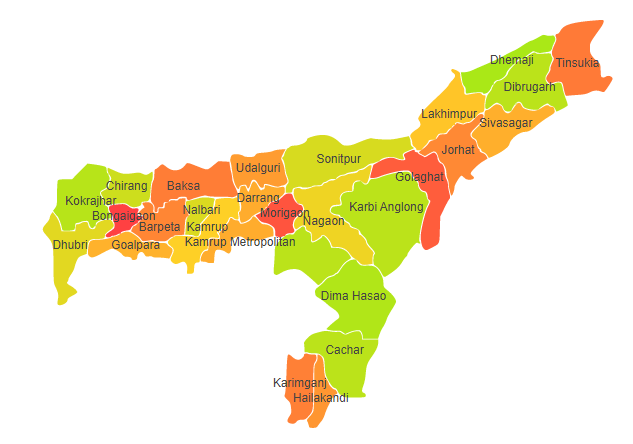 Dhemaji
Tinsukia
Dibrugarh
Lakhimpur
Sivasagar
Jorhat
Sonitpur
Udalguri
Golaghat
Chirang
Baksa
Kokrajhar
Darrang
Nalbari
Karbi Anglong
Bongaigaon
Morigaon
Nagaon
Barpeta
Kamrup
Dhubri
Goalpara
Kamrup Metropolitan
Dima Hasao
Cachar
Karimganj
Hailakandi